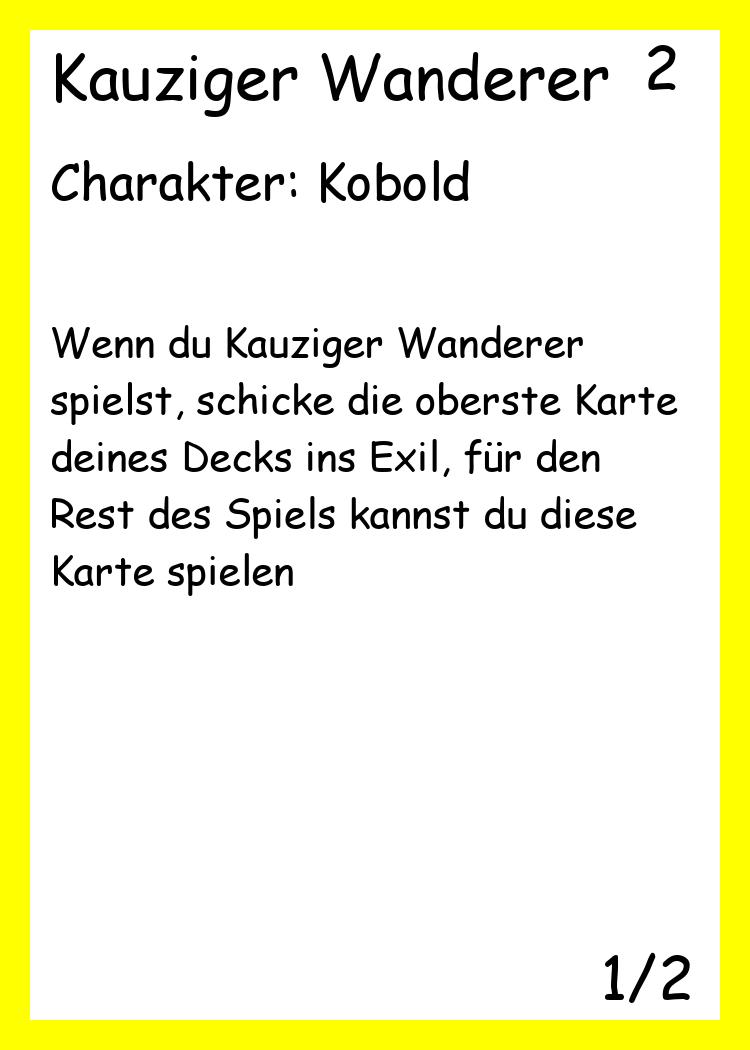 Kauziger Wanderer 2
Charakter: Kobold
Wenn du Kauziger Wanderer
spielst, schicke die oberste Karte
deines Decks ins Exil, für den
Rest des Spiels kannst du diese
Karte spielen
1/2